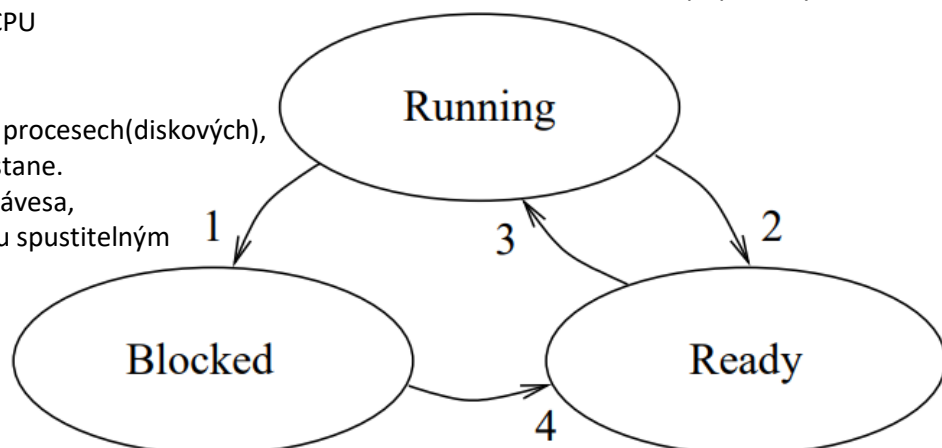 CPU
Running
procesech(diskových),
stane.
ávesa,
u spustitelným
1
3
2
Blocked
Ready
4